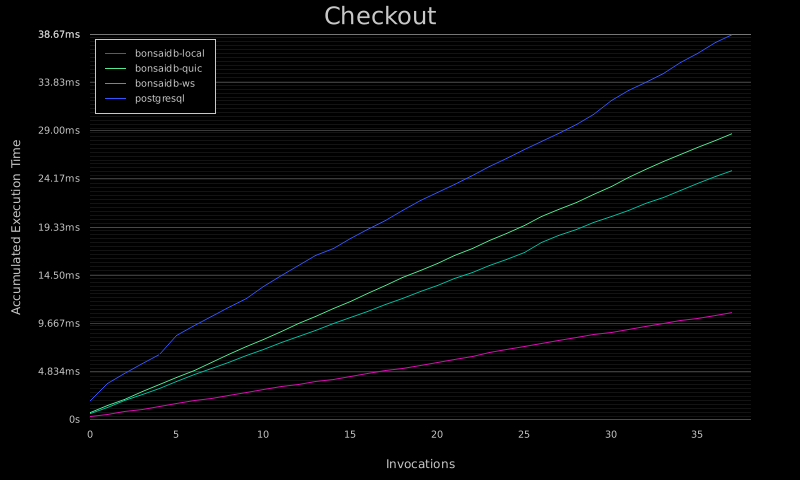 Checkout
38.67ms
33.83ms
29.00ms
24.17ms
19.33ms
14.50ms
9.667ms
4.834ms
0s
bonsaidb-local
bonsaidb-quic
bonsaidb-ws
postgresql
Accumulated Execution Time
0 5 10 15 20 25 30 35
Invocations